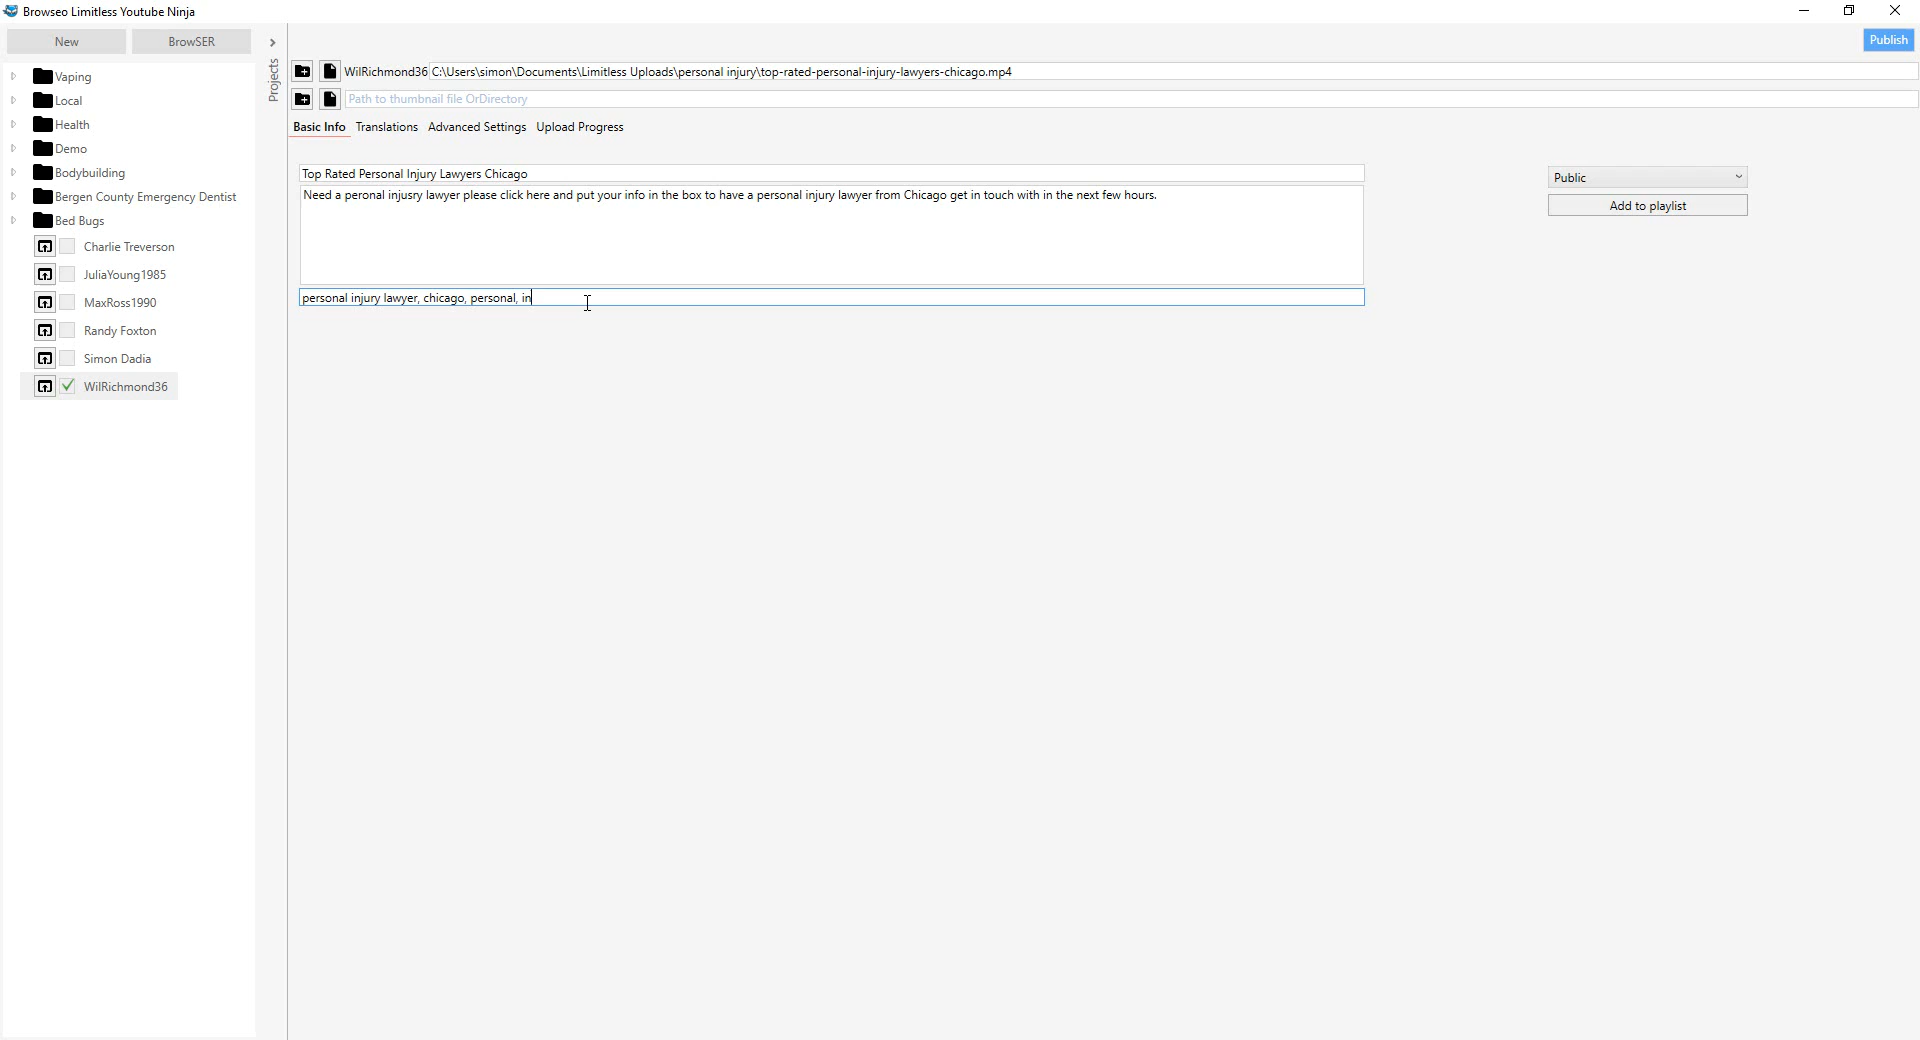 Browseo Limitless Youtube Ninja
New
BrowSER
Projects
Publish
Vaping
Local
Health
Demo
Bodybuilding
Bergen County Emergency Dentist
Bed Bugs
Charlie Treverson
JuliaYoung1985
MaxRoss1990
Randy Foxton
Simon Dadia
WilRichmond36
WilRichmond36 C:\Users\simon\Documents\Limitless Uploads\personal injury\top-rated-personal-injury-lawyers-chicago.mp4
Path to thumbnail file OrDirectory
Basic Info Translations Advanced Settings Upload Progress
Top Rated Personal Injury Lawyers Chicago
Need a peronal injusry lawyer please click here and put your info in the box to have a personal injury lawyer from Chicago get in touch with in the next few hours.
personal injury lawyer, chicago, personal, in
Public
Add to playlist